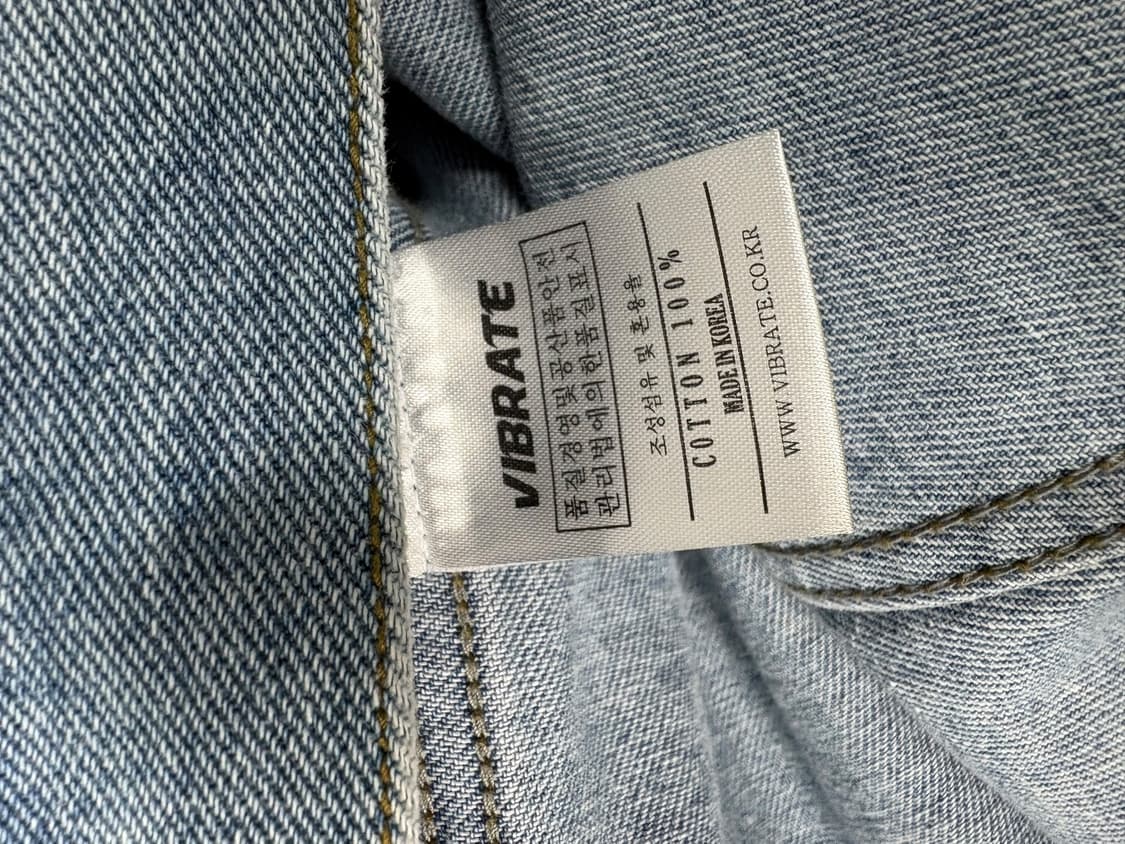 VIBRATE
품질경영및공산품안전
관리법에의한품질표시
조성섬유 및 혼용율
COTTON 100%
MADE IN KOREA
WWW.VIBRATE.CO.KR